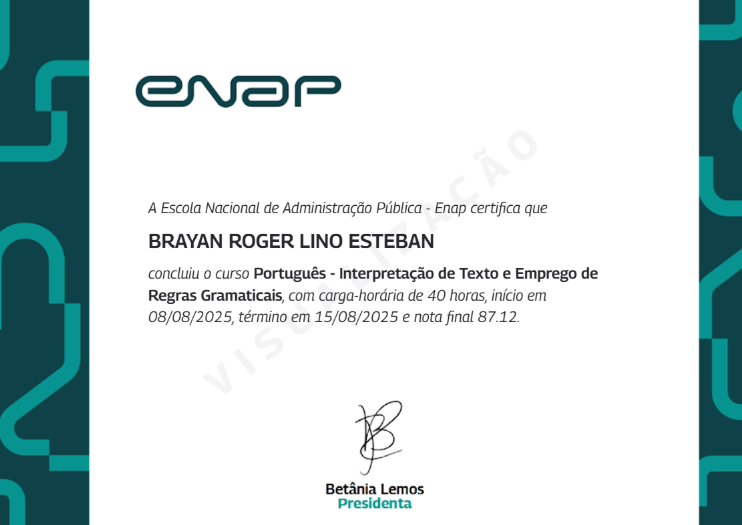 enap
A Escola Nacional de Administração Pública - Enap certifica que
BRAYAN ROGER LINO ESTEBAN
concluiu o curso Português - Interpretação de Texto e Emprego de
Regras Gramaticais, com carga-horária de 40 horas, início em
08/08/2025, término em 15/08/2025 e nota final 87.12.
VISUALIZAÇÃO
Betânia Lemos
Presidenta